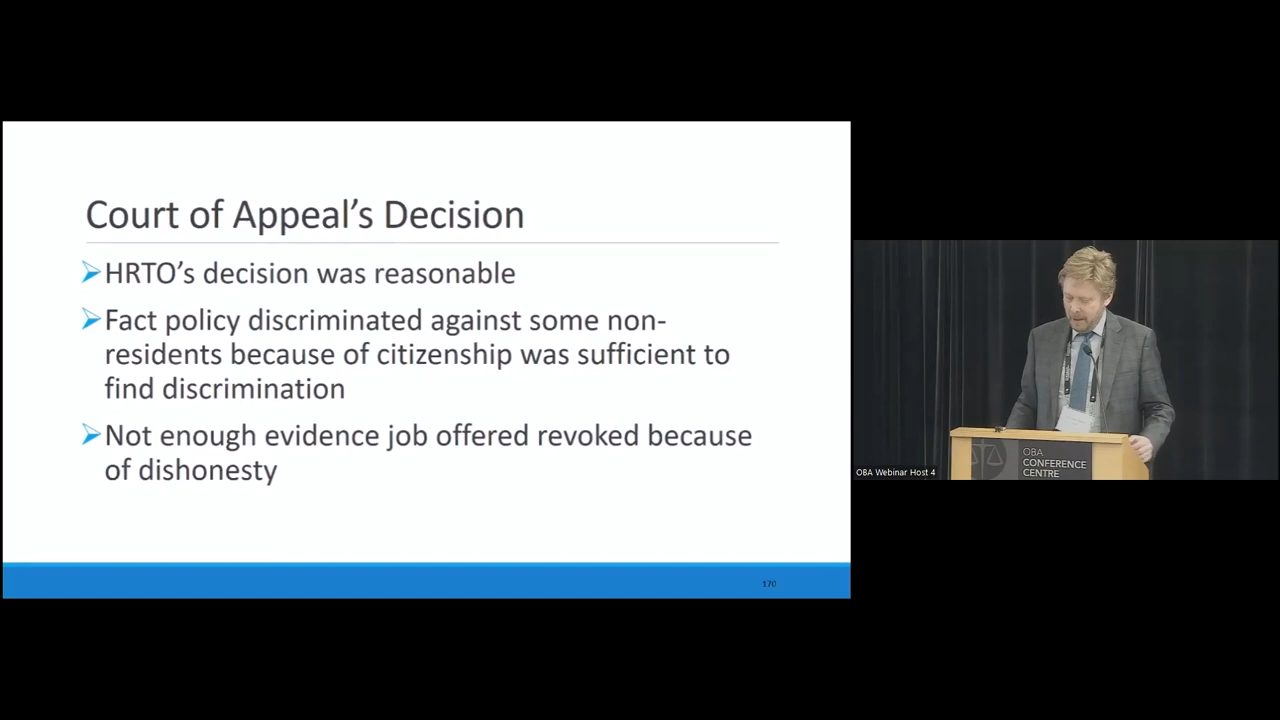 Court of Appeal's Decision
HRTO's decision was reasonable
Fact policy discriminated against some non-
residents because of citizenship was sufficient to
find discrimination
Not enough evidence job offered revoked because
of dishonesty
170
OBA Webinar Host 4
OBA
CONFERENCE
CENTRE